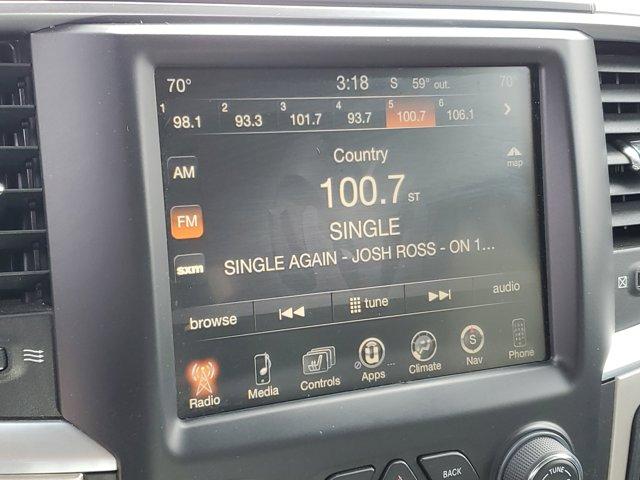 70° 3:18 S 59° out. 70°
1 98.1 2 93.3 3 101.7 4 93.7 5 100.7 6 106.1
Country
map
AM
100.7 ST
FM
SINGLE
sxm
SINGLE AGAIN - JOSH ROSS - ON 1...
browse tune audio
Radio Media Controls Apps Climate Nav Phone
S
BACK
TUNE